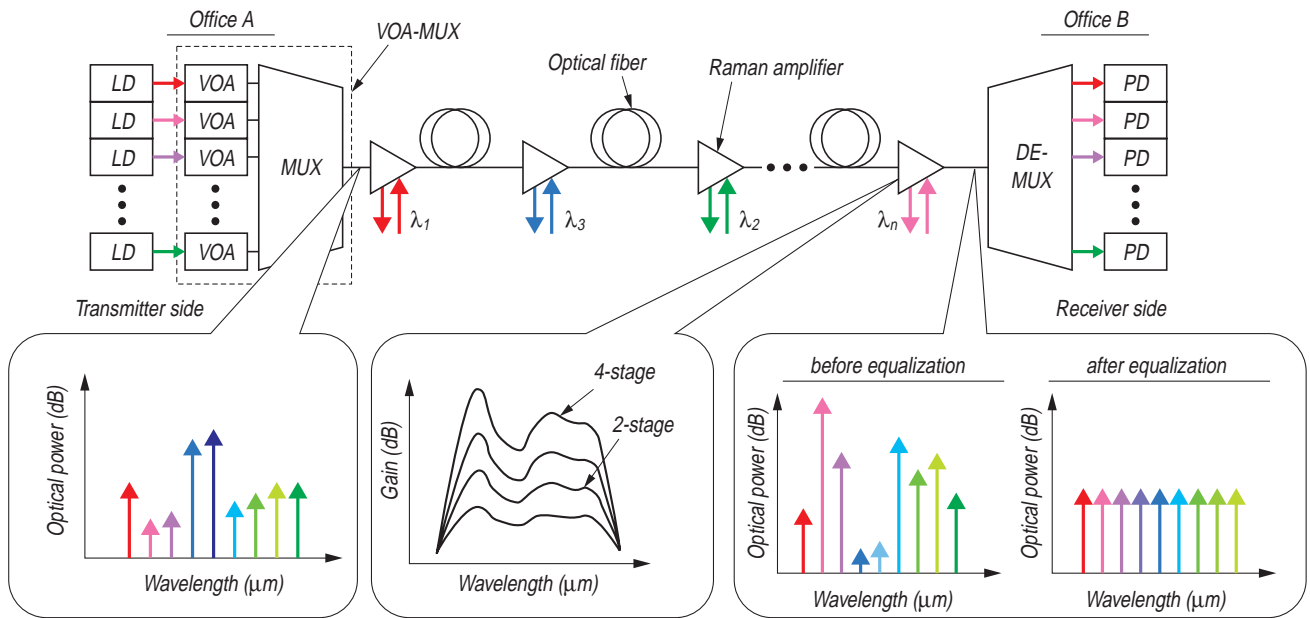 Office A
VOA-MUX
Optical fiber
Raman amplifier
Office B
LD VOA
LD VOA
LD VOA
LD VOA
MUX
λ1
λ3
λ2
λn
DE-
MUX
PD
PD
PD
PD
Transmitter side
Receiver side
Optical power (dB)
Wavelength (μm)
Gain (dB)
4-stage
2-stage
Wavelength (μm)
before equalization
Optical power (dB)
Wavelength (μm)
after equalization
Optical power (dB)
Wavelength (μm)